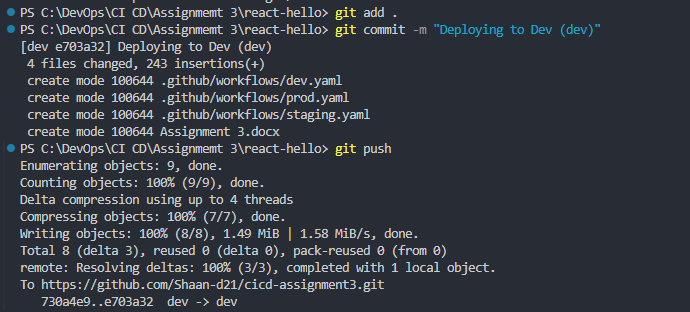 PS C:\DevOps\CI CD\Assignmemt 3\react-hello> git add .
PS C:\DevOps\CI CD\Assignmemt 3\react-hello> git commit -m "Deploying to Dev (dev)"
[dev e703a32] Deploying to Dev (dev)
 4 files changed, 243 insertions(+)
 create mode 100644 .github/workflows/dev.yaml
 create mode 100644 .github/workflows/prod.yaml
 create mode 100644 .github/workflows/staging.yaml
 create mode 100644 Assignment 3.docx
PS C:\DevOps\CI CD\Assignmemt 3\react-hello> git push
Enumerating objects: 9, done.
Counting objects: 100% (9/9), done.
Delta compression using up to 4 threads
Compressing objects: 100% (7/7), done.
Writing objects: 100% (8/8), 1.49 MiB | 1.58 MiB/s, done.
Total 8 (delta 3), reused 0 (delta 0), pack-reused 0 (from 0)
remote: Resolving deltas: 100% (3/3), completed with 1 local object.
To https://github.com/Shaan-d21/cicd-assignment3.git
   730a4e9..e703a32  dev -> dev